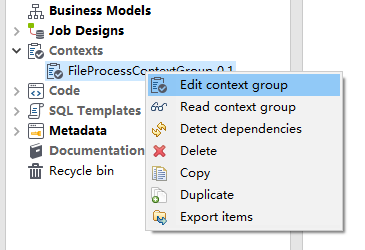 Business Models
Job Designs
Contexts
FileProcessContextGroup 0.1
Edit context group
Code
Read context group
SQL Templates
Detect dependencies
Metadata
Delete
Documentation
Copy
Recycle bin
Duplicate
Export items